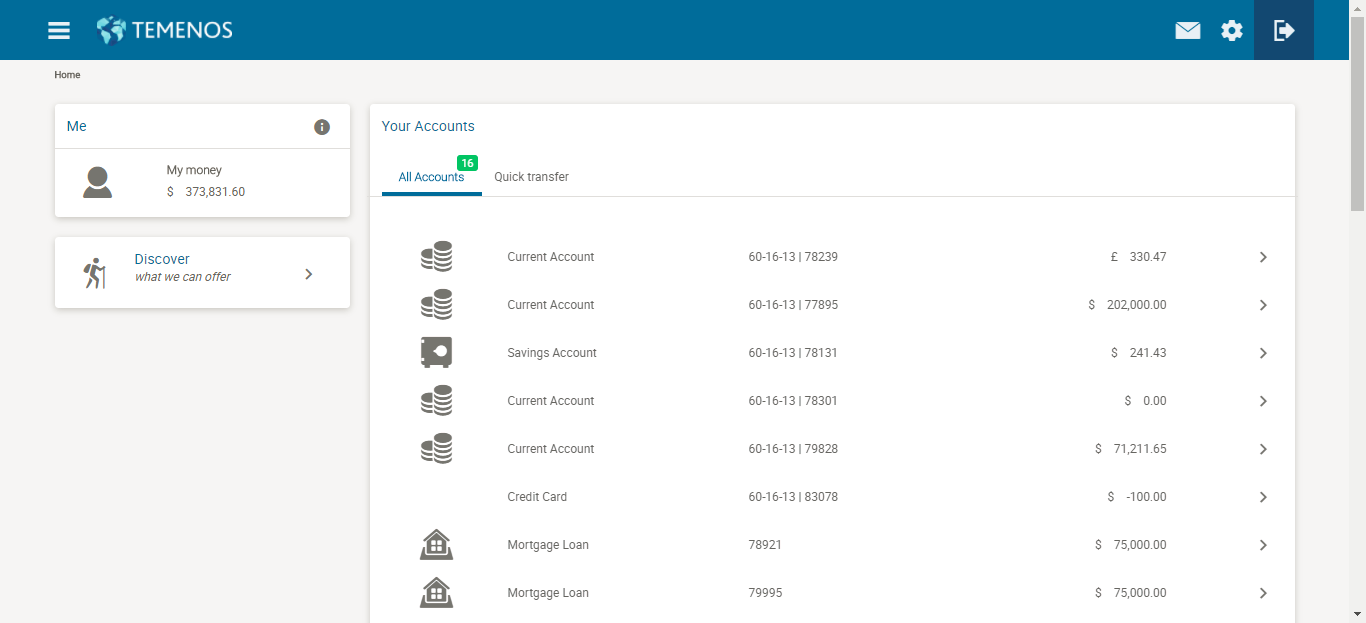 TEMENOS
Home
Me
My money
$ 373,831.60
Discover
what we can offer
Your Accounts
All Accounts 16 Quick transfer
Current Account 60-16-13 | 78239 £ 330.47
Current Account 60-16-13 | 77895 $ 202,000.00
Savings Account 60-16-13 | 78131 $ 241.43
Current Account 60-16-13 | 78301 $ 0.00
Current Account 60-16-13 | 79828 $ 71,211.65
Credit Card 60-16-13 | 83078 $ -100.00
Mortgage Loan 78921 $ 75,000.00
Mortgage Loan 79995 $ 75,000.00